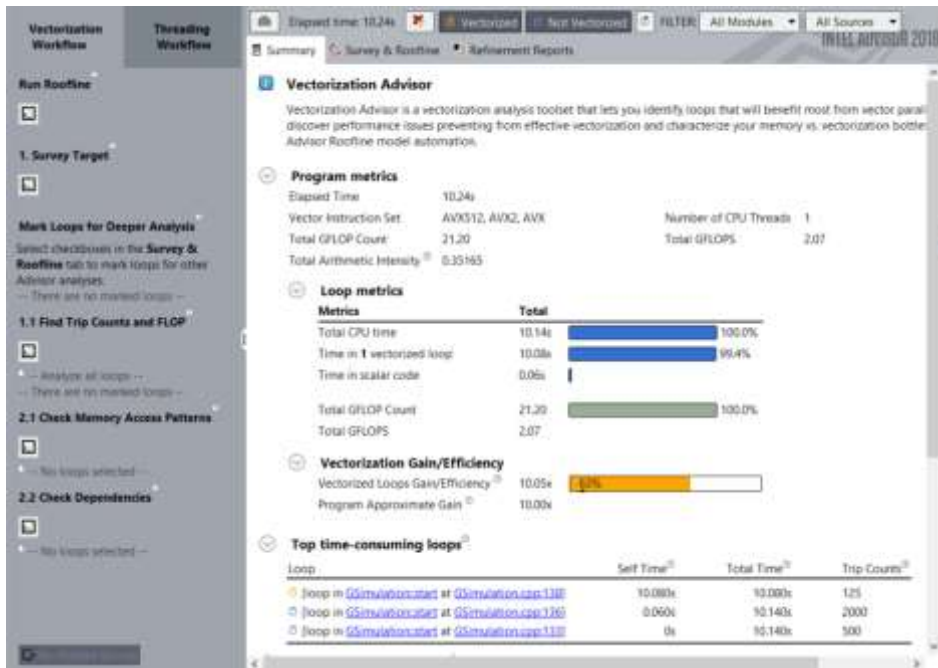 Vectorization Workflow
Threading Workflow
Elapsed time: 10.24s
Vectorized
Not Vectorized
FILTER:
All Modules
All Sources
INTEL ADVISOR 2018
Summary
Survey & Roofline
Refinement Reports
Run Roofline
1. Survey Target
Mark Loops for Deeper Analysis
Select checkboxes in the Survey &
Roofline tab to mark loops for other
Advisor analyses.
-- There are no marked loops --
1.1 Find Trip Counts and FLOP
-- Analyze all loops --
-- There are no marked loops --
2.1 Check Memory Access Patterns
-- No loops selected --
2.2 Check Dependencies
-- No loops selected --
Vectorization Advisor
Vectorization Advisor is a vectorization analysis toolset that lets you identify loops that will benefit most from vector paral
discover performance issues preventing from effective vectorization and characterize your memory vs. vectorization bottle
Advisor Roofline model automation.
Program metrics
Elapsed Time 10.24s
Vector Instruction Set AVX512, AVX2, AVX Number of CPU Threads 1
Total GFLOP Count 21.20 Total GFLOPS 2.07
Total Arithmetic Intensity 0.35165
Loop metrics
Metrics Total
Total CPU time 10.14s 100.0%
Time in 1 vectorized loop 10.08s 99.4%
Time in scalar code 0.06s
Total GFLOP Count 21.20 100.0%
Total GFLOPS 2.07
Vectorization Gain/Efficiency
Vectorized Loops Gain/Efficiency 10.05x
Program Approximate Gain 10.00x
Top time-consuming loops
Loop Self Time Total Time Trip Counts
[loop in GSimulation::start at GSimulation.cpp:138] 10.080s 10.080s 125
[loop in GSimulation::start at GSimulation.cpp:136] 0.060s 10.140s 2000
[loop in GSimulation::start at GSimulation.cpp:133] 0s 10.140s 500